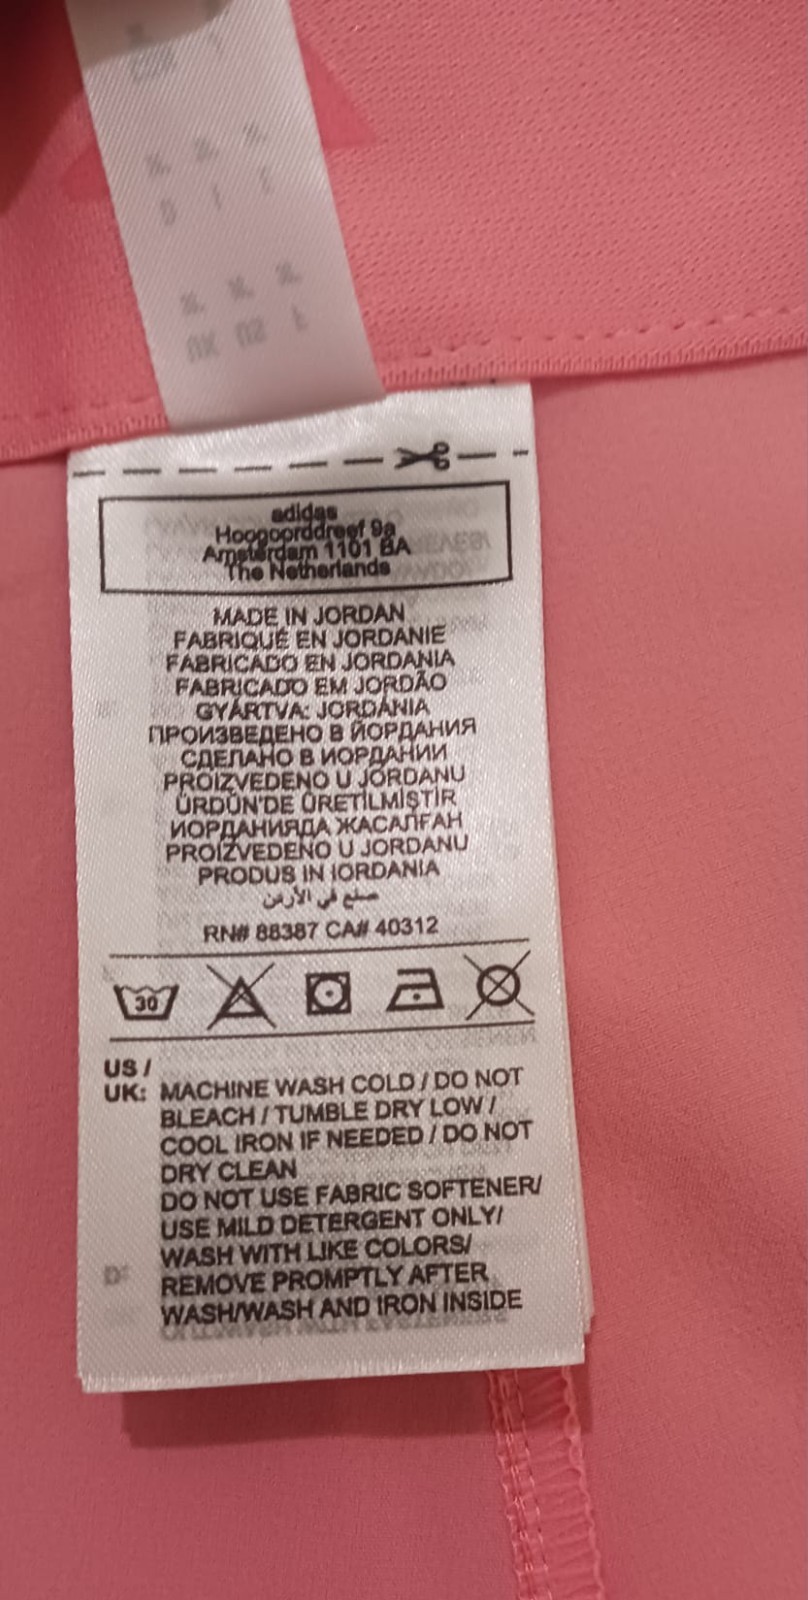 adidas
Hoogoorddreef 9a
Amsterdam 1101 BA
The Netherlands
MADE IN JORDAN
FABRIQUÉ EN JORDANIE
FABRICADO EN JORDANIA
FABRICADO EM JORDÃO
GYÁRTVA: JORDÁNIA
ПРОИЗВЕДЕНО В ЙОРДАНИЯ
СДЕЛАНО В ИОРДАНИИ
PROIZVEDENO U JORDANU
ÜRDÜN'DE ÜRETİLMİŞTİR
ИОРДАНИЯДА ЖАСАЛҒАН
PROIZVEDENO U JORDANU
PRODUS IN IORDANIA
صنع في الأردن
RN# 88387 CA# 40312
30
US /
UK: MACHINE WASH COLD / DO NOT
BLEACH / TUMBLE DRY LOW /
COOL IRON IF NEEDED / DO NOT
DRY CLEAN
DO NOT USE FABRIC SOFTENER/
USE MILD DETERGENT ONLY/
WASH WITH LIKE COLORS/
REMOVE PROMPTLY AFTER
WASH/WASH AND IRON INSIDE